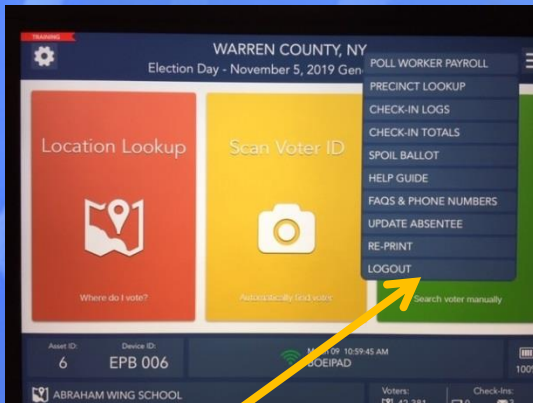 TRAINING
WARREN COUNTY, NY
Election Day - November 5, 2019 Gen
POLL WORKER PAYROLL
PRECINCT LOOKUP
CHECK-IN LOGS
CHECK-IN TOTALS
SPOIL BALLOT
HELP GUIDE
FAQS & PHONE NUMBERS
UPDATE ABSENTEE
RE-PRINT
LOGOUT
Location Lookup
Where do I vote?
Scan Voter ID
Automatically find voter
Search voter manually
Asset ID:
6
Device ID:
EPB 006
09 10:59:45 AM
BOEIPAD
100%
ABRAHAM WING SCHOOL
Voters:
Check-Ins: